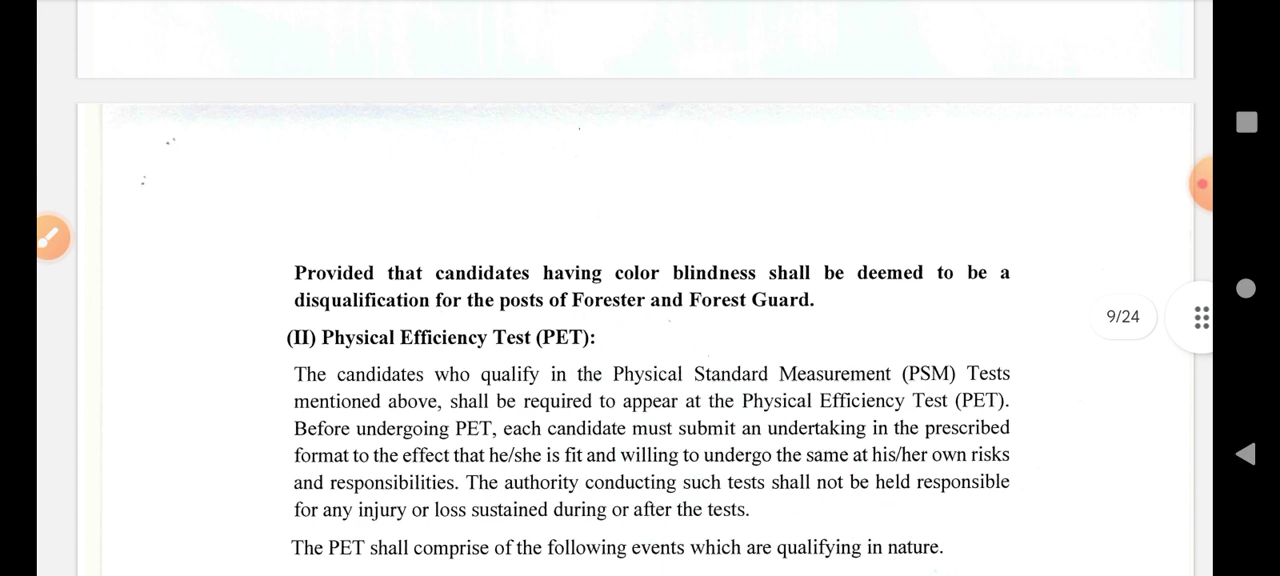 Provided that candidates having color blindness shall be deemed to be a
disqualification for the posts of Forester and Forest Guard.
(II) Physical Efficiency Test (PET):
The candidates who qualify in the Physical Standard Measurement (PSM) Tests
mentioned above, shall be required to appear at the Physical Efficiency Test (PET).
Before undergoing PET, each candidate must submit an undertaking in the prescribed
format to the effect that he/she is fit and willing to undergo the same at his/her own risks
and responsibilities. The authority conducting such tests shall not be held responsible
for any injury or loss sustained during or after the tests.
The PET shall comprise of the following events which are qualifying in nature.
9/24